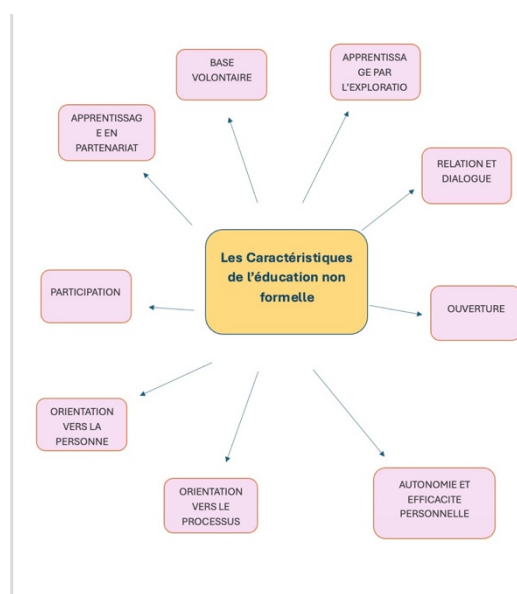 BASE
VOLONTAIRE
APPRENTISSA
GE PAR
L'EXPLORATIO
APPRENTISSAG
E EN
PARTENARIAT
RELATION ET
DIALOGUE
Les Caractéristiques
de l'éducation non
formelle
PARTICIPATION
OUVERTURE
ORIENTATION
VERS LA
PERSONNE
ORIENTATION
VERS LE
PROCESSUS
AUTONOMIE ET
EFFICACITE
PERSONNELLE